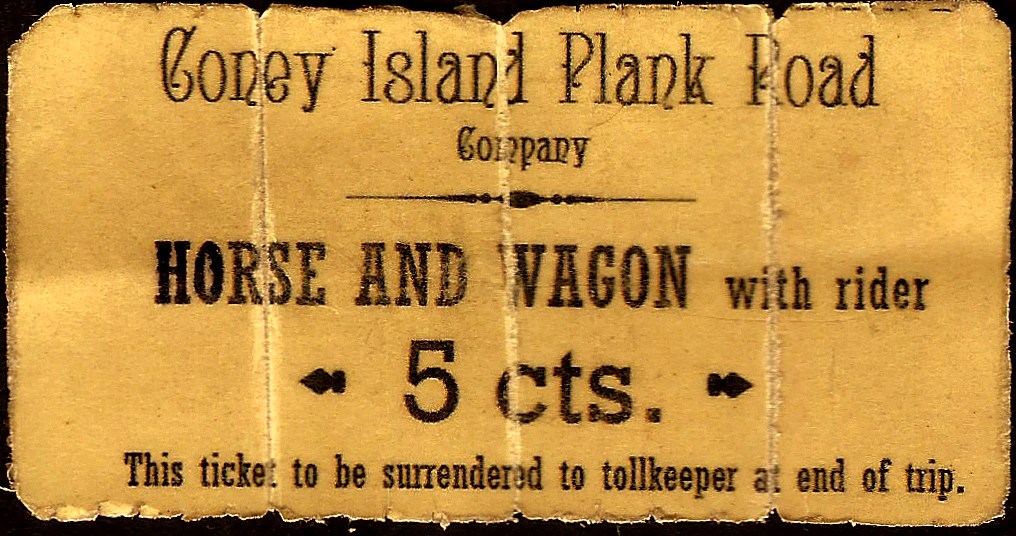 Coney Island Plank Road
Company
HORSE AND WAGON with rider
5 cts.
This ticket to be surrendered to tollkeeper at end of trip.